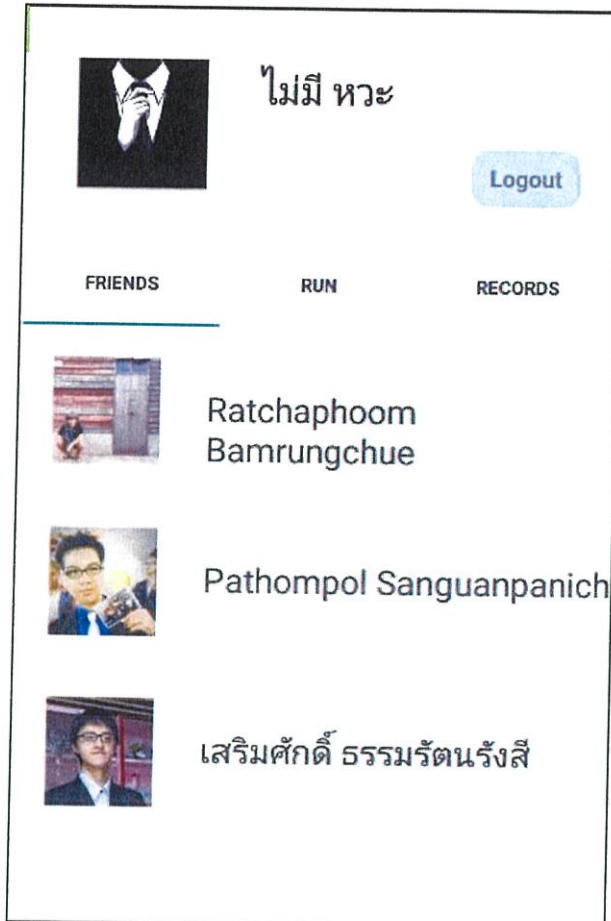 ไม่มี หวะ
Logout
FRIENDS RUN RECORDS
Ratchaphoom
Bamrungchue
Pathompol Sanguanpanich
เสริมศักดิ์ ธรรมรัตนรังสี